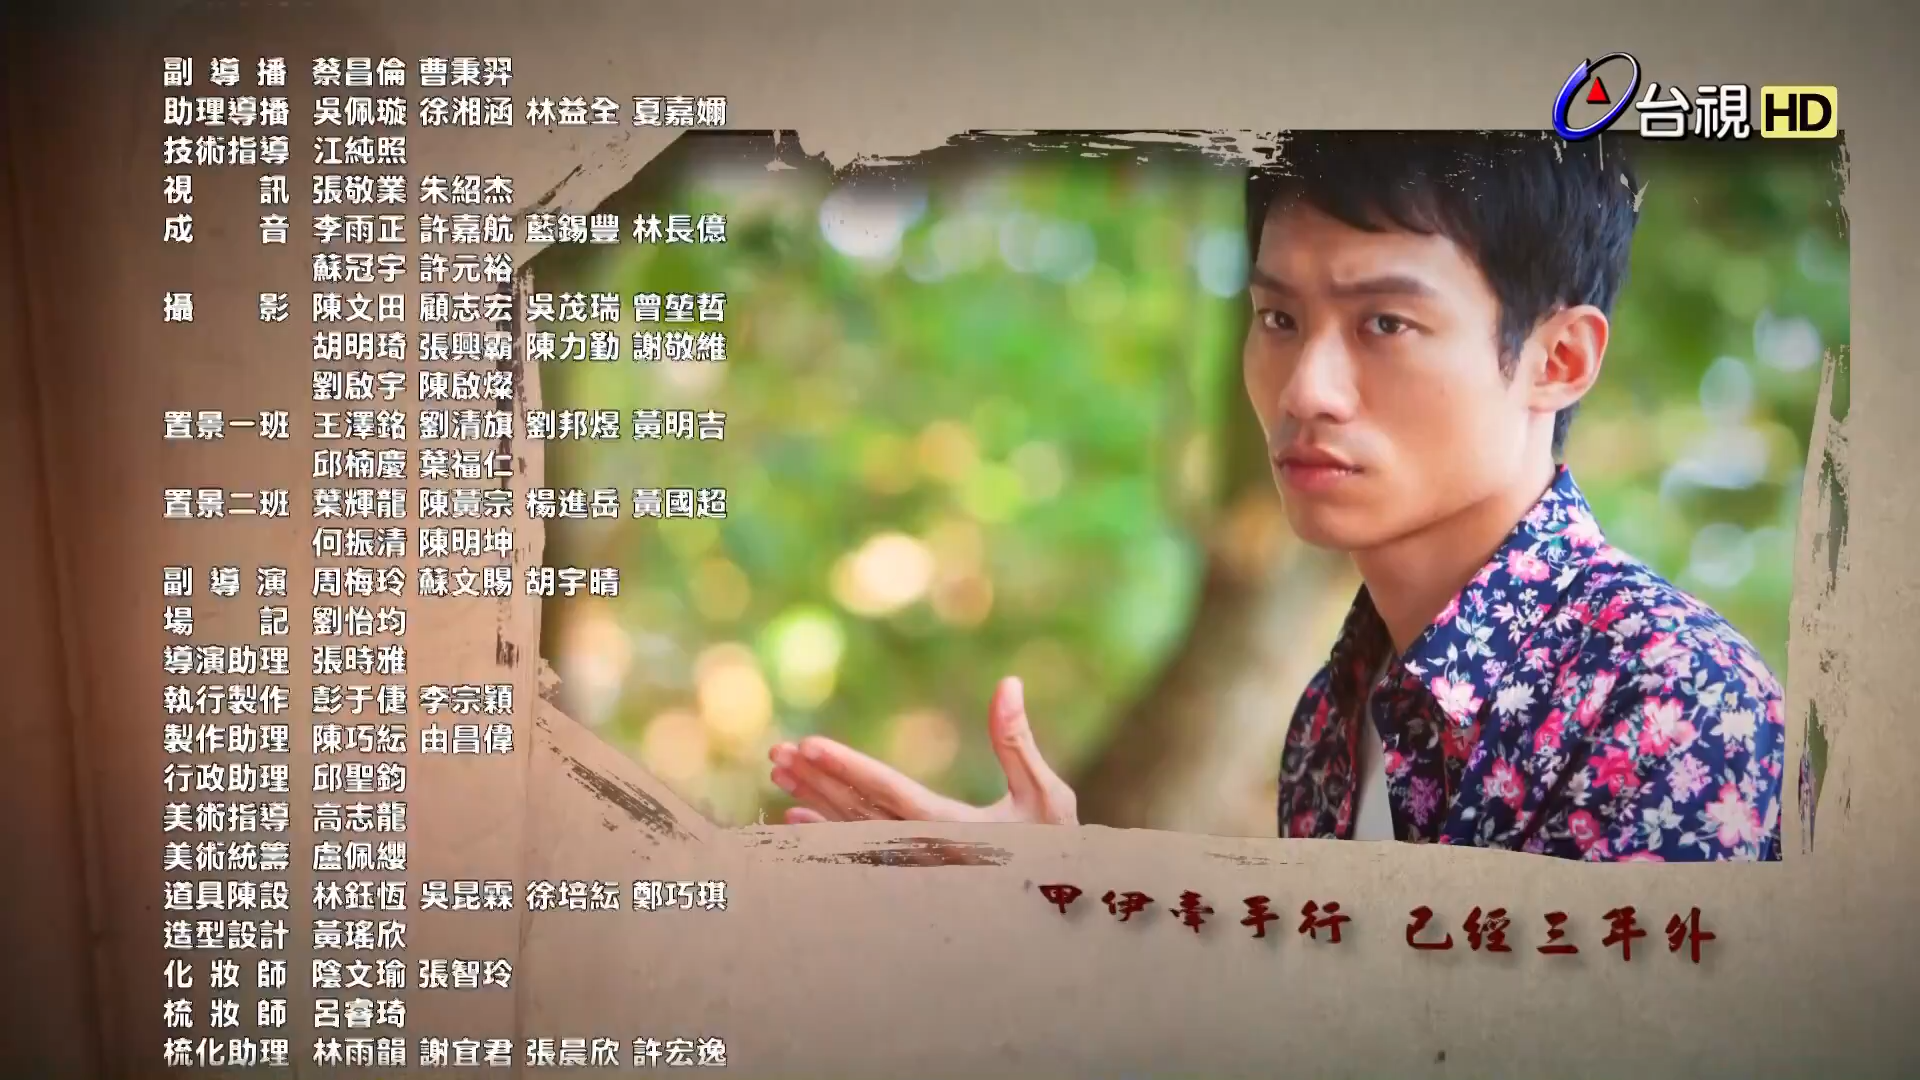 副導播 蔡昌倫 曹秉羿
助理導播 吳佩璇 徐湘涵 林益全 夏嘉嬭
技術指導 江純照
視訊 張敬業 朱紹杰
成音 李雨正 許嘉航 藍錫豐 林長億
蘇冠宇 許元裕
攝影 陳文田 顧志宏 吳茂瑞 曾堃哲
胡明琦 張興霸 陳力勤 謝敬維
劉啟宇 陳啟燦
置景一班 王澤銘 劉清旗 劉邦煜 黃明吉
邱楠慶 葉福仁
置景二班 葉輝龍 陳黃宗 楊進岳 黃國超
何振清 陳明坤
副導演 周梅玲 蘇文賜 胡宇晴
場記 劉怡均
導演助理 張時雅
執行製作 彭于倢 李宗穎
製作助理 陳巧紜 由昌偉
行政助理 邱聖鈞
美術指導 高志龍
美術統籌 盧佩纓
道具陳設 林鈺恆 吳昆霖 徐培紜 鄭巧琪
造型設計 黃瑤欣
化妝師 陰文瑜 張智玲
梳妝師 呂睿琦
梳化助理 林雨韻 謝宜君 張晨欣 許宏逸
台視 HD
甲伊牽手行 已經三年外